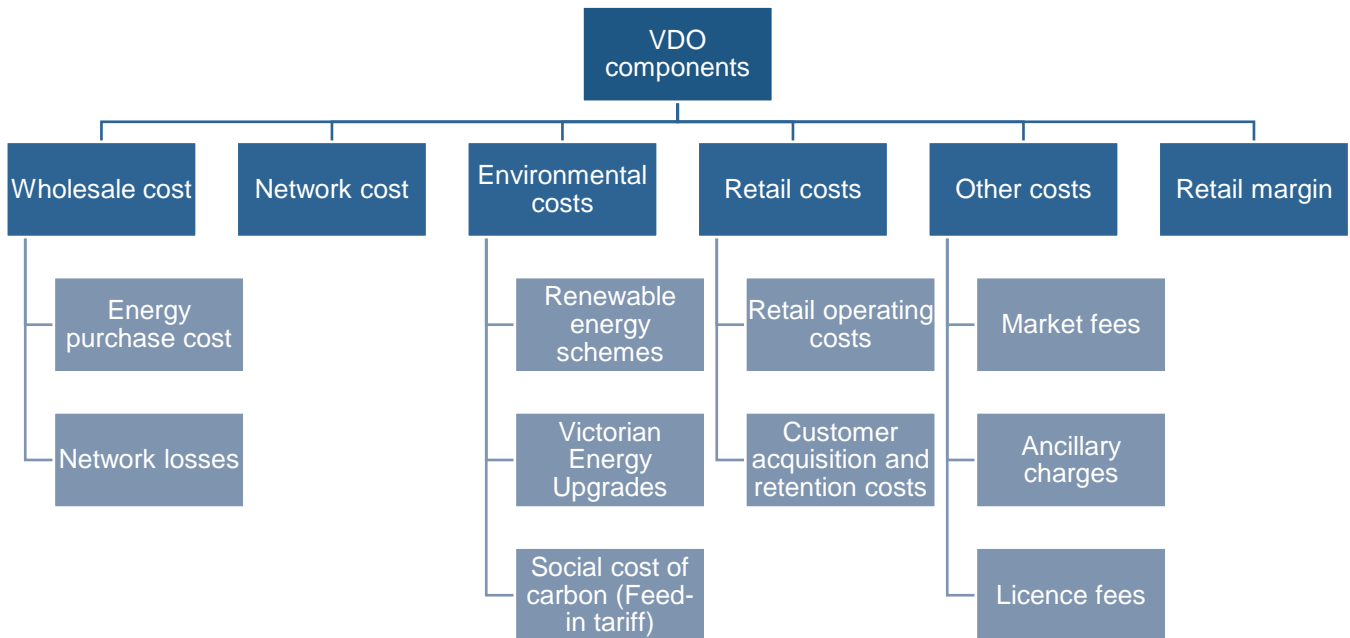 VDO
components
Wholesale cost
Network cost
Environmental
costs
Retail costs
Other costs
Retail margin
Energy
purchase cost
Network losses
Renewable
energy
schemes
Victorian
Energy
Upgrades
Social cost of
carbon (Feed-
in tariff)
Retail operating
costs
Customer
acquisition and
retention costs
Market fees
Ancillary
charges
Licence fees